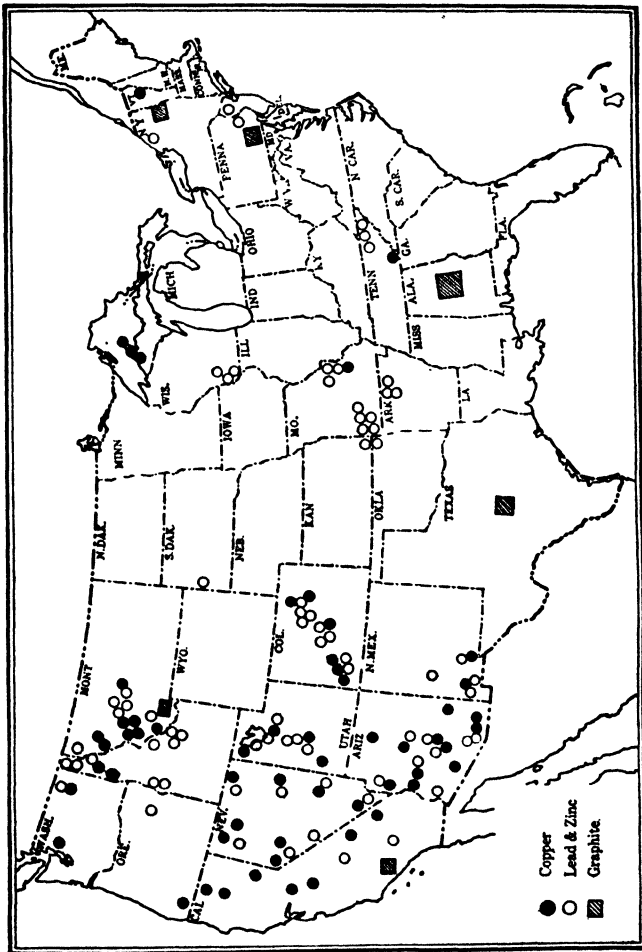 ME.
VT.
N.H.
MASS
CONN.
N.Y.
PENNA
MD.
DEL.
W.VA.
VA.
N CAR.
S. CAR.
GA.
FLA.
ALA.
MISS
TENN
KY
OHIO
IND
MICH
ILL
WIS.
MINN
IOWA
MO.
ARK
LA
N.DAK.
S.DAK.
NEB.
KAN
OKLA
TEXAS
MONT
WYO.
COL.
N.MEX.
UTAH
ARIZ
NEV.
CAL
ORE.
WASH.
Copper
Lead & Zinc
Graphite